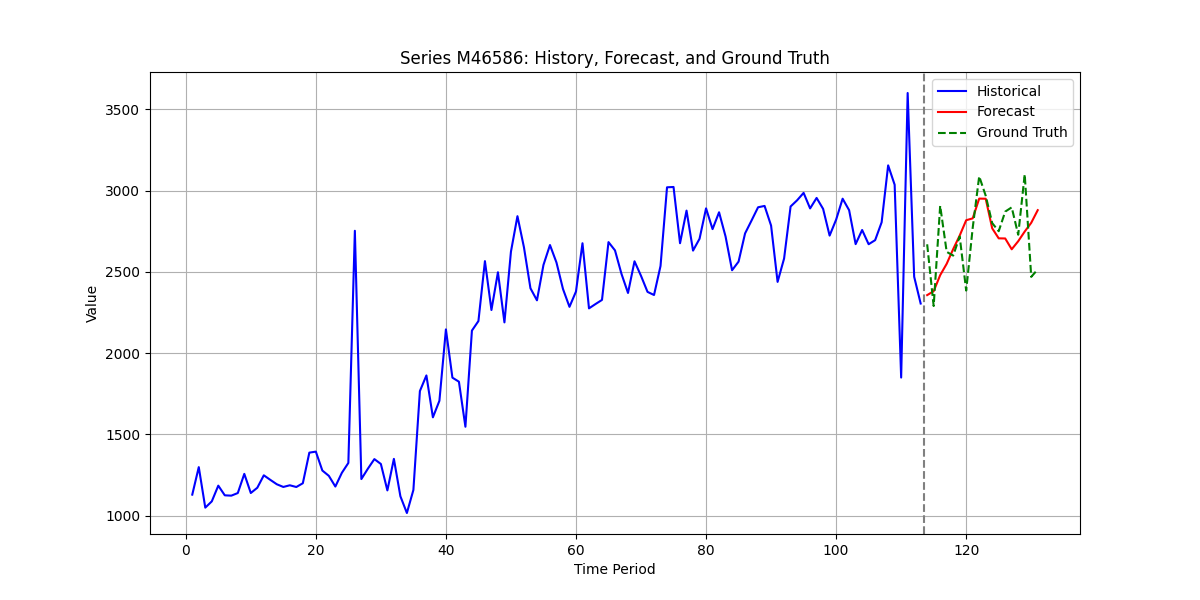 Series M46586: History, Forecast, and Ground Truth
Historical
Forecast
Ground Truth
3500
3000
2500
2000
1500
1000
Value
0 20 40 60 80 100 120
Time Period